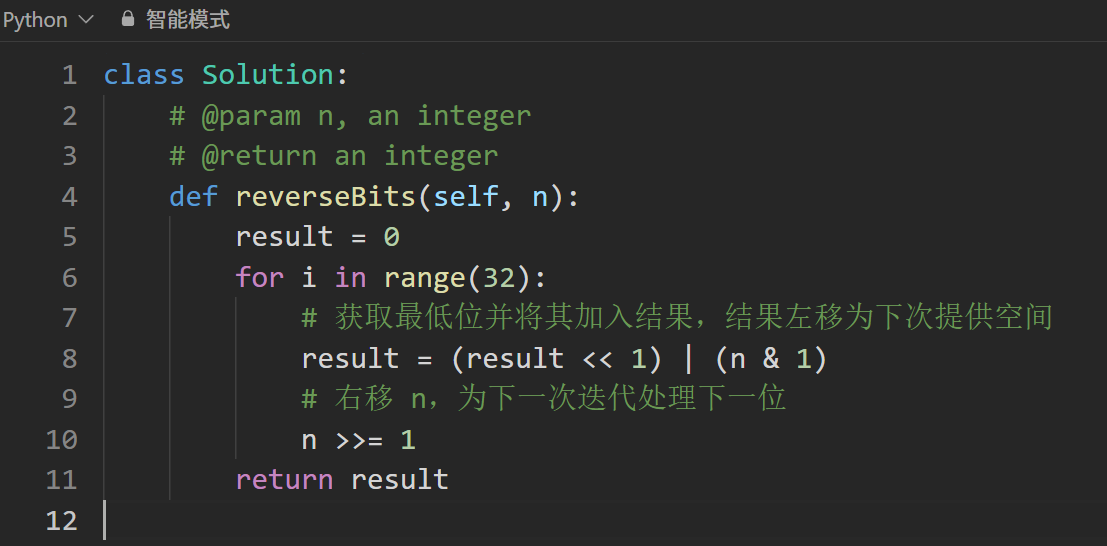 Python 智能模式
1 class Solution:
2     # @param n, an integer
3     # @return an integer
4     def reverseBits(self, n):
5         result = 0
6         for i in range(32):
7             # 获取最低位并将其加入结果，结果左移为下次提供空间
8             result = (result << 1) | (n & 1)
9             # 右移 n，为下一次迭代处理下一位
10             n >>= 1
11         return result
12